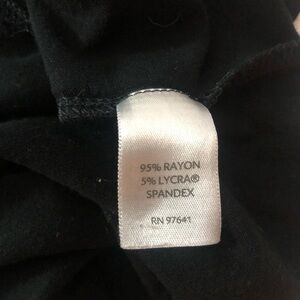 95% RAYON
5% LYCRA®
SPANDEX
RN 97641